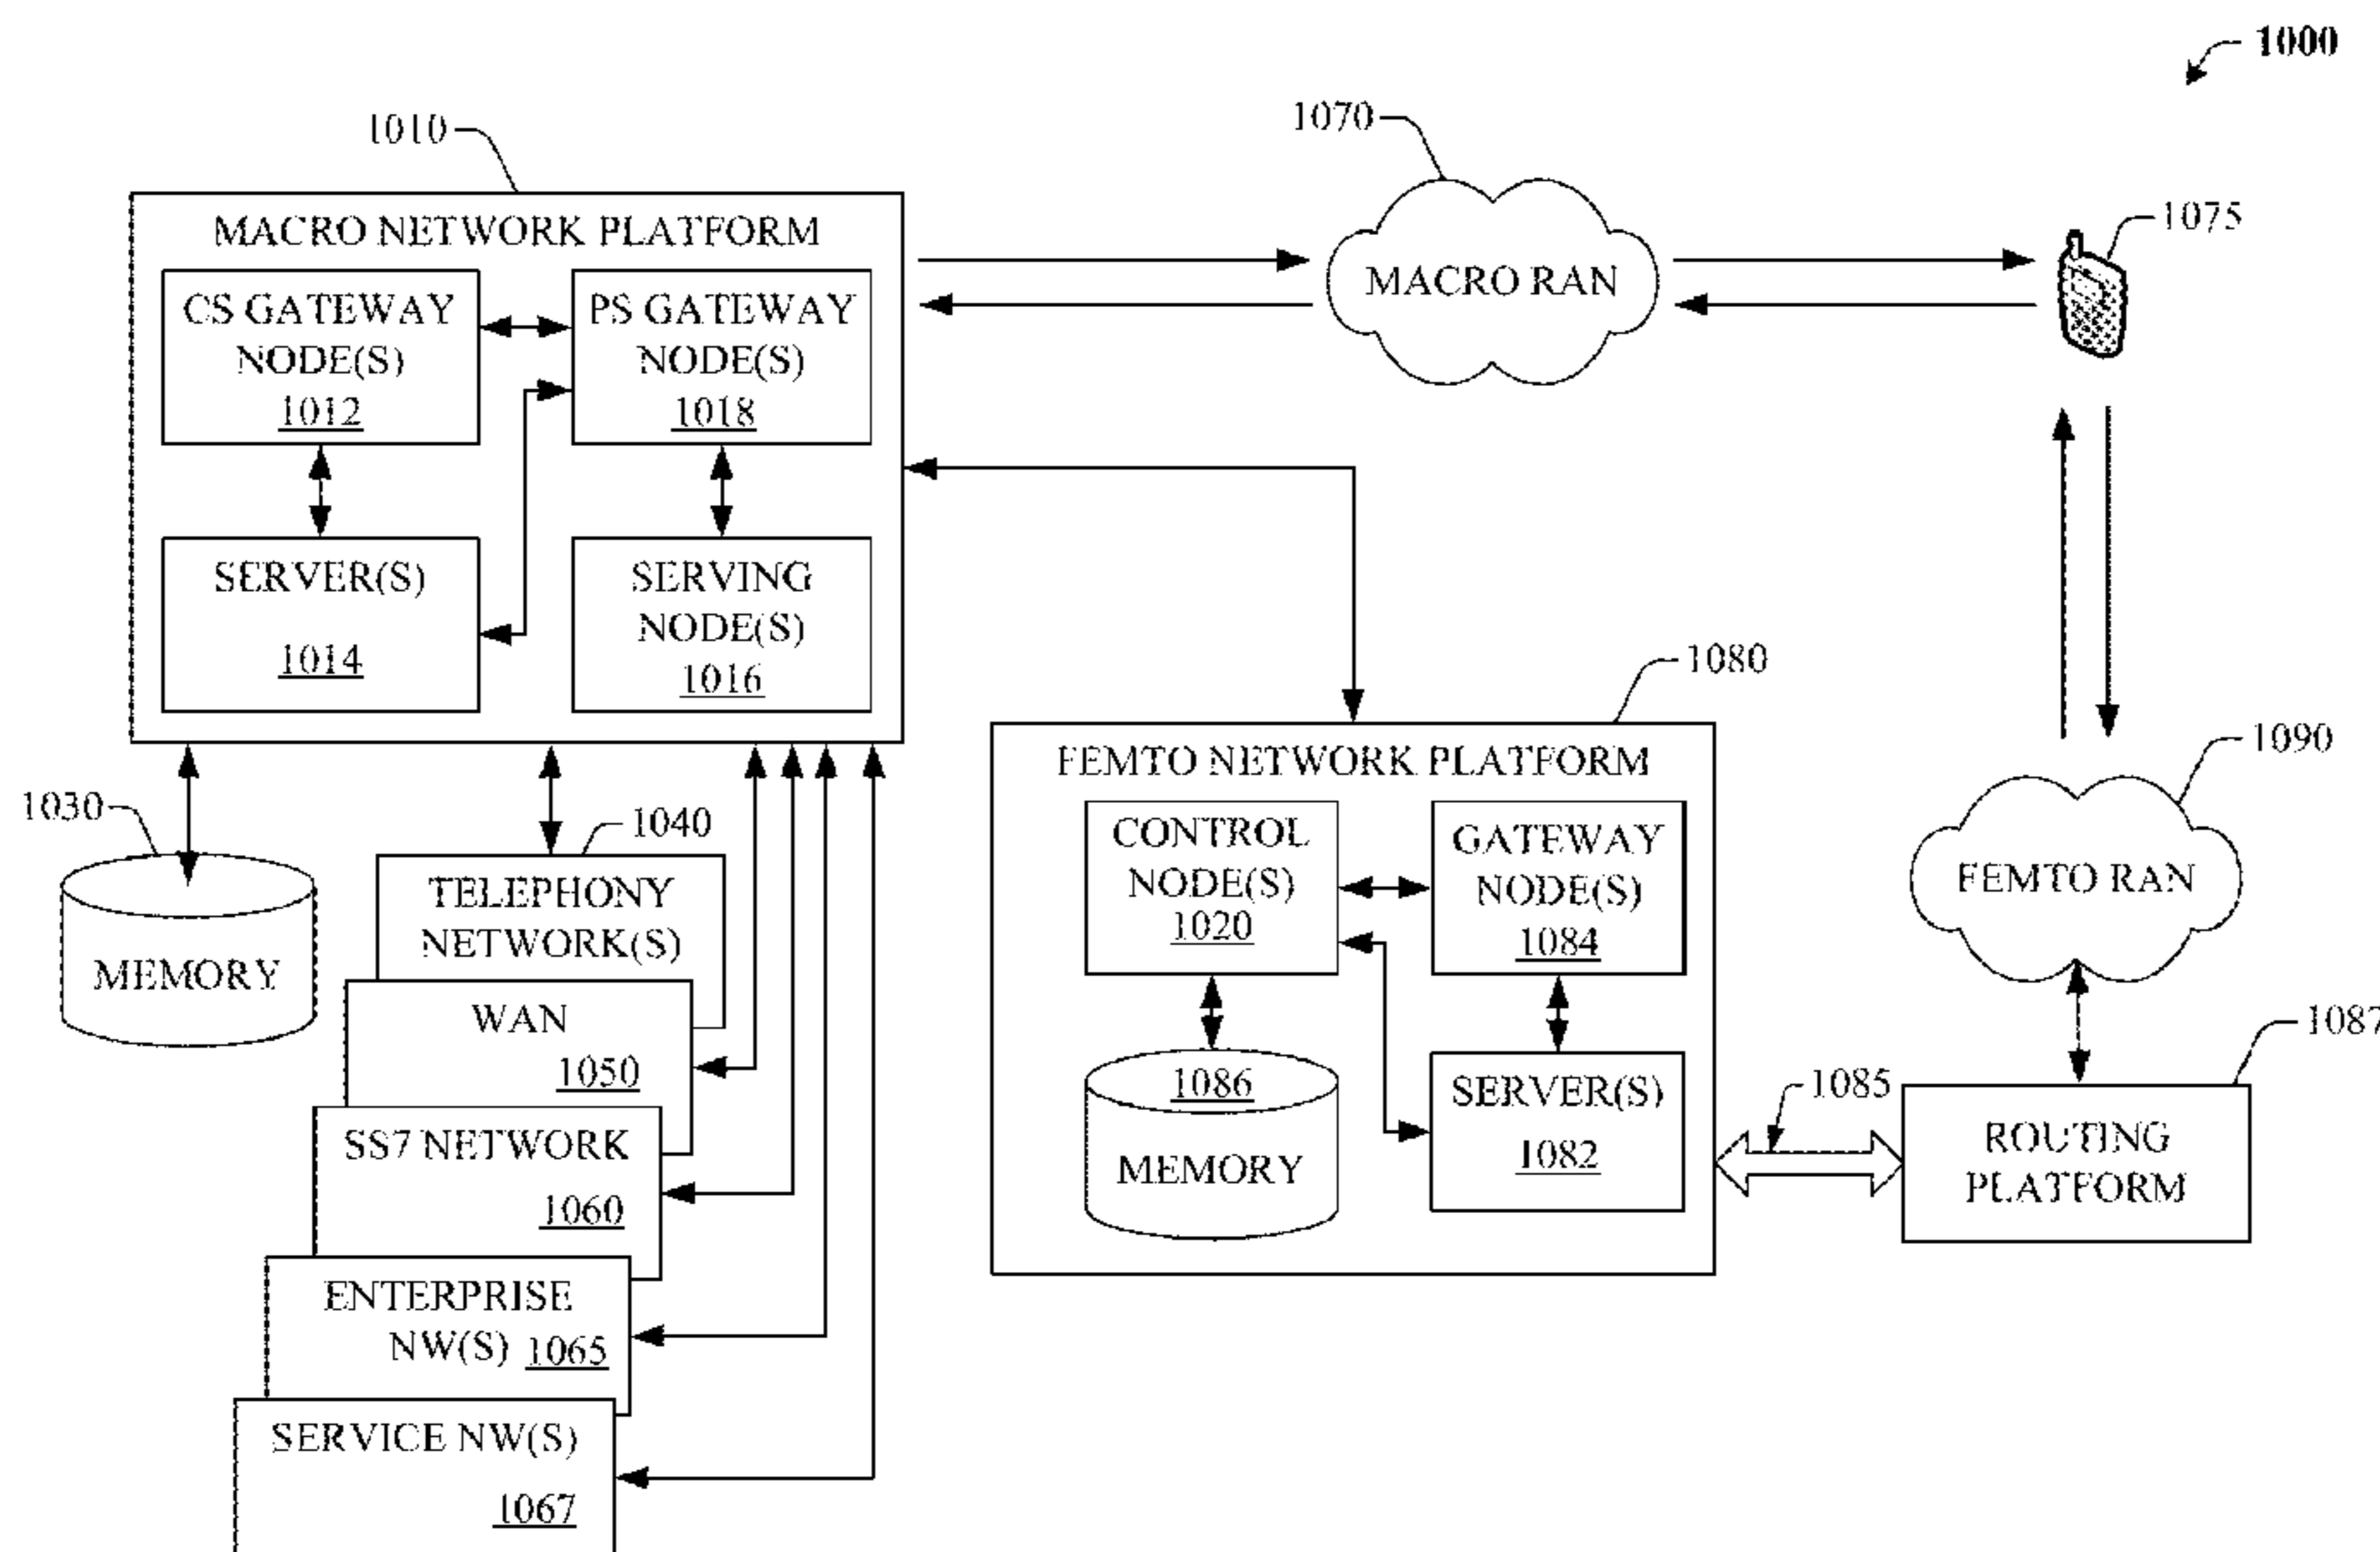 1000
1010
1070
1075
MACRO NETWORK PLATFORM
CS GATEWAY
NODE(S)
1012
PS GATEWAY
NODE(S)
1018
MACRO RAN
SERVER(S)
1014
SERVING
NODE(S)
1016
1080
1030
MEMORY
1040
TELEPHONY
NETWORK(S)
WAN
1050
SS7 NETWORK
1060
ENTERPRISE
NW(S) 1065
SERVICE NW(S)
1067
FEMTO NETWORK PLATFORM
CONTROL
NODE(S)
1020
GATEWAY
NODE(S)
1084
1086
MEMORY
SERVER(S)
1082
1090
FEMTO RAN
1085
1087
ROUTING
PLATFORM